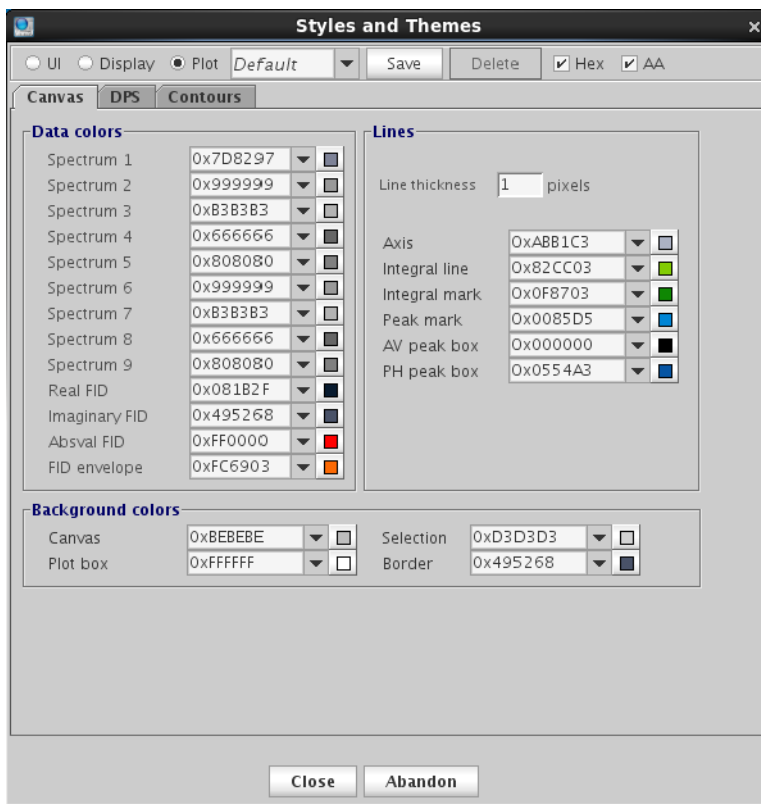 Styles and Themes
UI Display Plot Default Save Delete Hex AA
Canvas DPS Contours
Data colors
Spectrum 1 0x7D8297
Spectrum 2 0x999999
Spectrum 3 0xB3B3B3
Spectrum 4 0x666666
Spectrum 5 0x808080
Spectrum 6 0x999999
Spectrum 7 0xB3B3B3
Spectrum 8 0x666666
Spectrum 9 0x808080
Real FID 0x081B2F
Imaginary FID 0x495268
Absval FID 0xFF0000
FID envelope 0xFC6903
Lines
Line thickness 1 pixels
Axis 0xABB1C3
Integral line 0x82CC03
Integral mark 0x0F8703
Peak mark 0x0085D5
AV peak box 0x000000
PH peak box 0x0554A3
Background colors
Canvas 0xBEBEBE Selection 0xD3D3D3
Plot box 0xFFFFFF Border 0x495268
Close Abandon